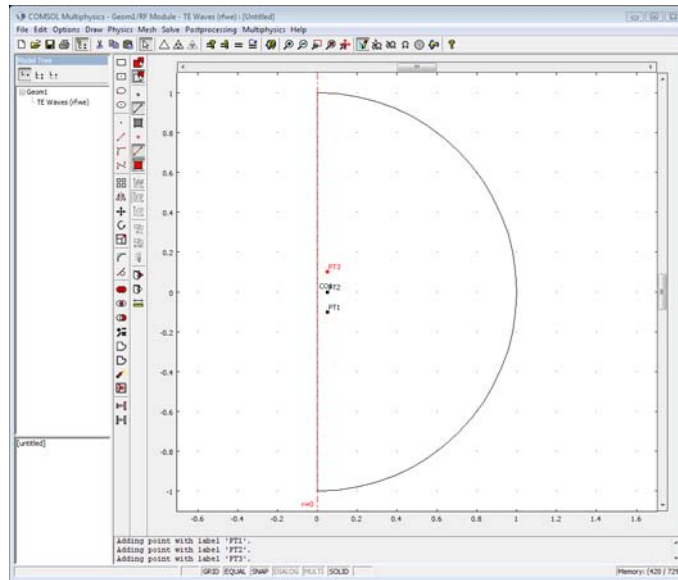 COMSOL Multiphysics - Geom1/RF Module - TE Waves (rfwe) : [Untitled]
File Edit Options Draw Physics Mesh Solve Postprocessing Multiphysics Help
Model Tree
Geom1
TE Waves (rfwe)
1
0.8
0.6
0.4
0.2
PT3
0
PT2
PT1
-0.2
-0.4
-0.6
-0.8
-1
r=0
-0.6 -0.4 -0.2 0 0.2 0.4 0.6 0.8 1 1.2 1.4 1.6
[untitled]
Adding point with label 'PT1'.
Adding point with label 'PT2'.
Adding point with label 'PT3'.
GRID EQUAL SNAP DIALOG MULTI SOLID
Memory: (420 /